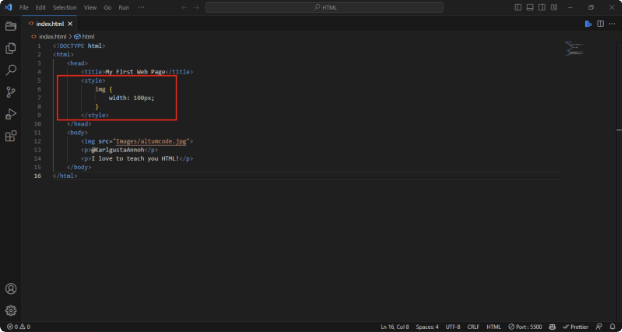 File Edit Selection View Go Run ···
HTML
index.html
index.html > html
1 <!DOCTYPE html>
2 <html>
3 <head>
4 <title>My First Web Page</title>
5 <style>
6 img {
7 width: 100px;
8 }
9 </style>
10 </head>
11 <body>
12 <img src="Images/altumcode.jpg">
13 <p>@KarigustaAnnoh</p>
14 <p>I love to teach you HTML!</p>
15 </body>
16 </html>
0 0 Ln 16, Col 8 Spaces: 4 UTF-8 CRLF HTML Port : 5500 Prettier